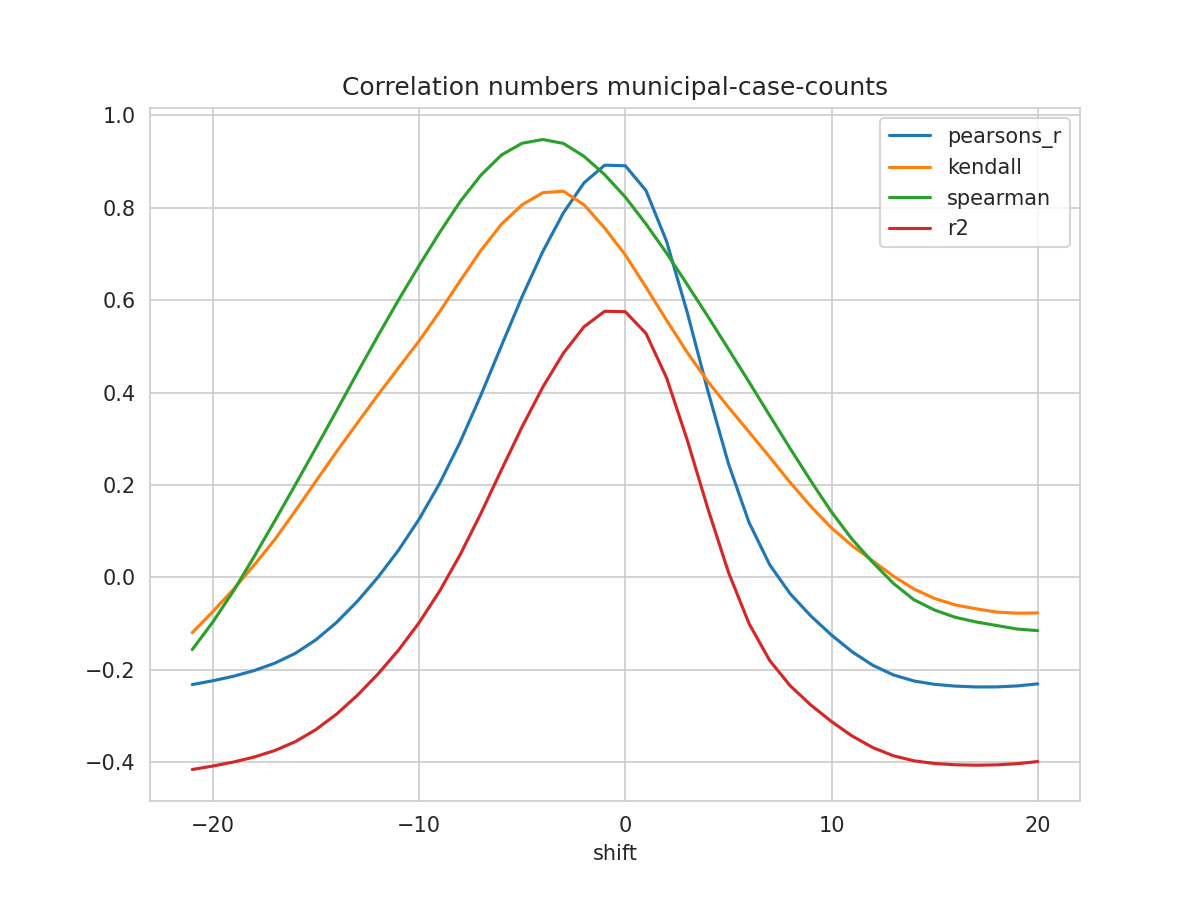 Correlation numbers municipal-case-counts
1.0
0.8
0.6
0.4
0.2
0.0
−0.2
−0.4
pearsons_r
kendall
spearman
r2
−20
−10
0
10
20
shift